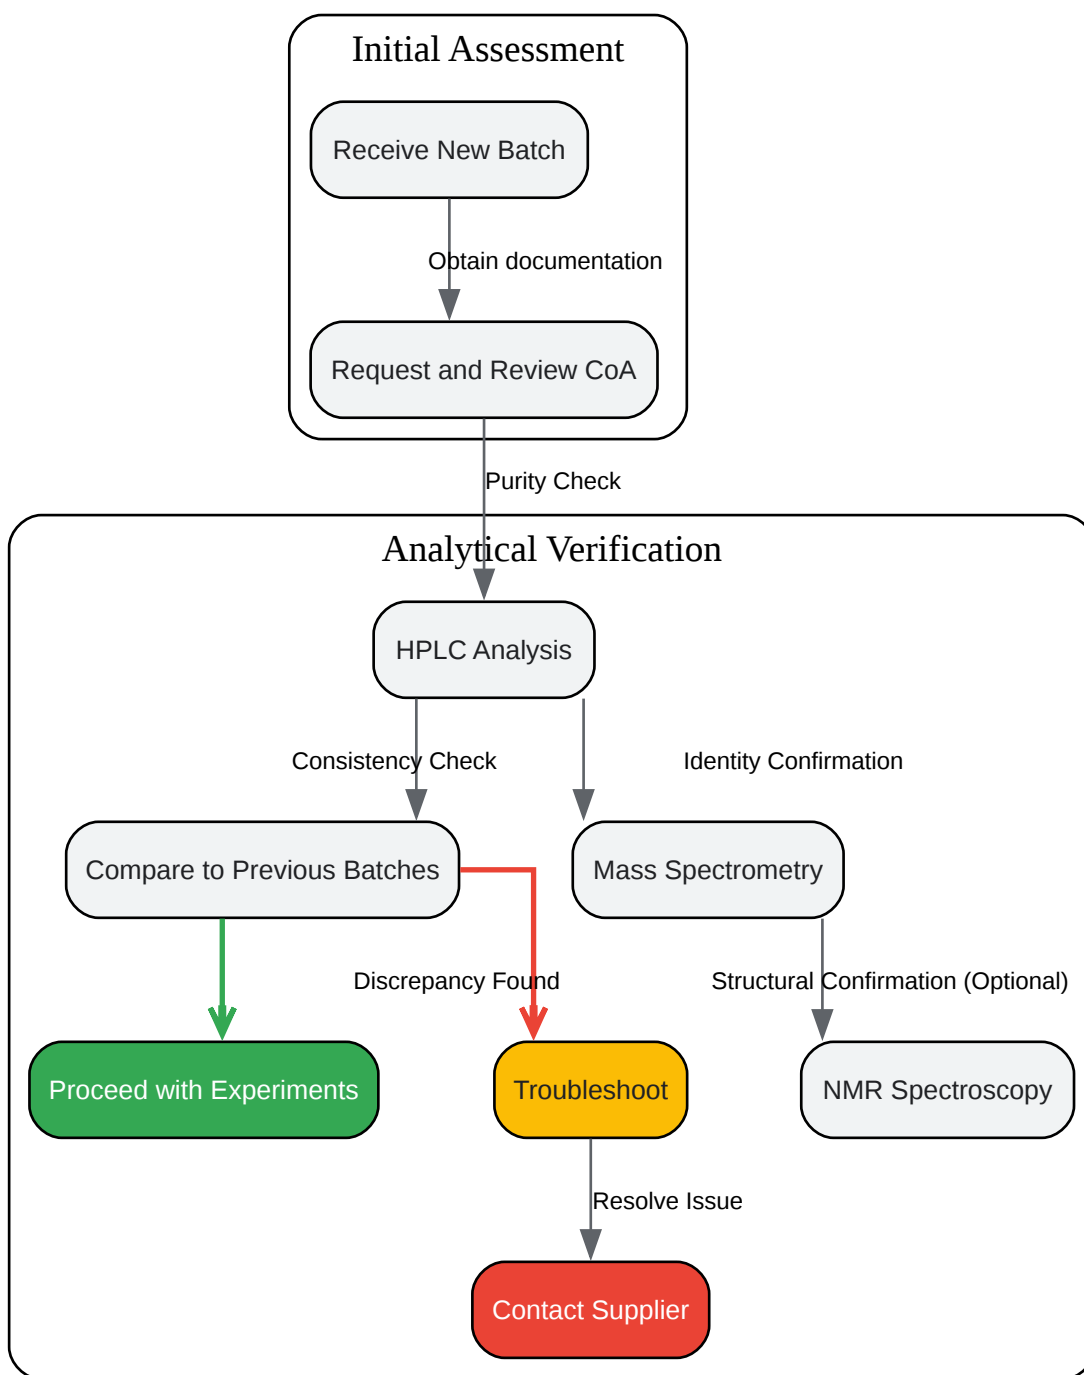 Initial Assessment
Receive New Batch
Obtain documentation
Request and Review CoA
Purity Check
Analytical Verification
HPLC Analysis
Consistency Check
Identity Confirmation
Compare to Previous Batches
Mass Spectrometry
Discrepancy Found
Structural Confirmation (Optional)
Proceed with Experiments
Troubleshoot
NMR Spectroscopy
Resolve Issue
Contact Supplier